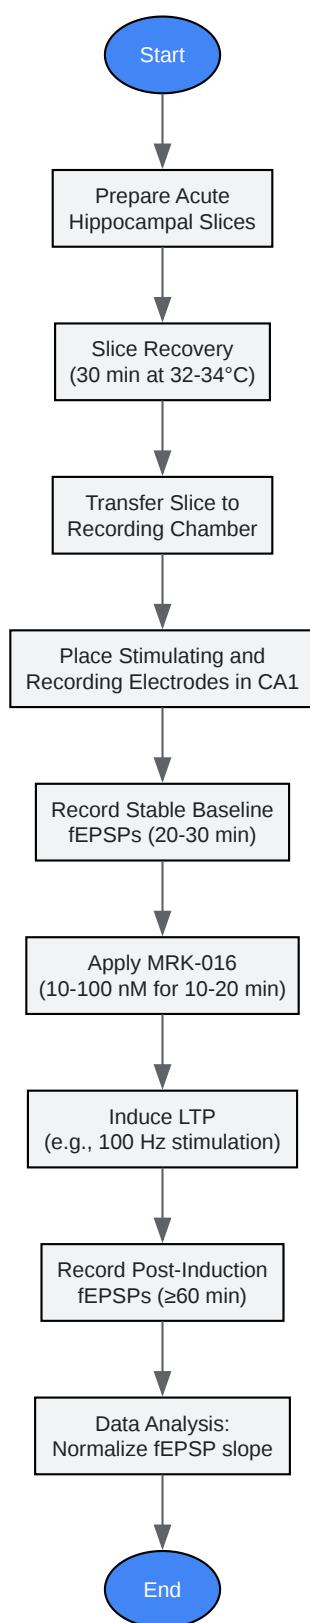 Start
Prepare Acute
Hippocampal Slices
Slice Recovery
(30 min at 32-34°C)
Transfer Slice to
Recording Chamber
Place Stimulating and
Recording Electrodes in CA1
Record Stable Baseline
fEPSPs (20-30 min)
Apply MRK-016
(10-100 nM for 10-20 min)
Induce LTP
(e.g., 100 Hz stimulation)
Record Post-Induction
fEPSPs (≥60 min)
Data Analysis:
Normalize fEPSP slope
End